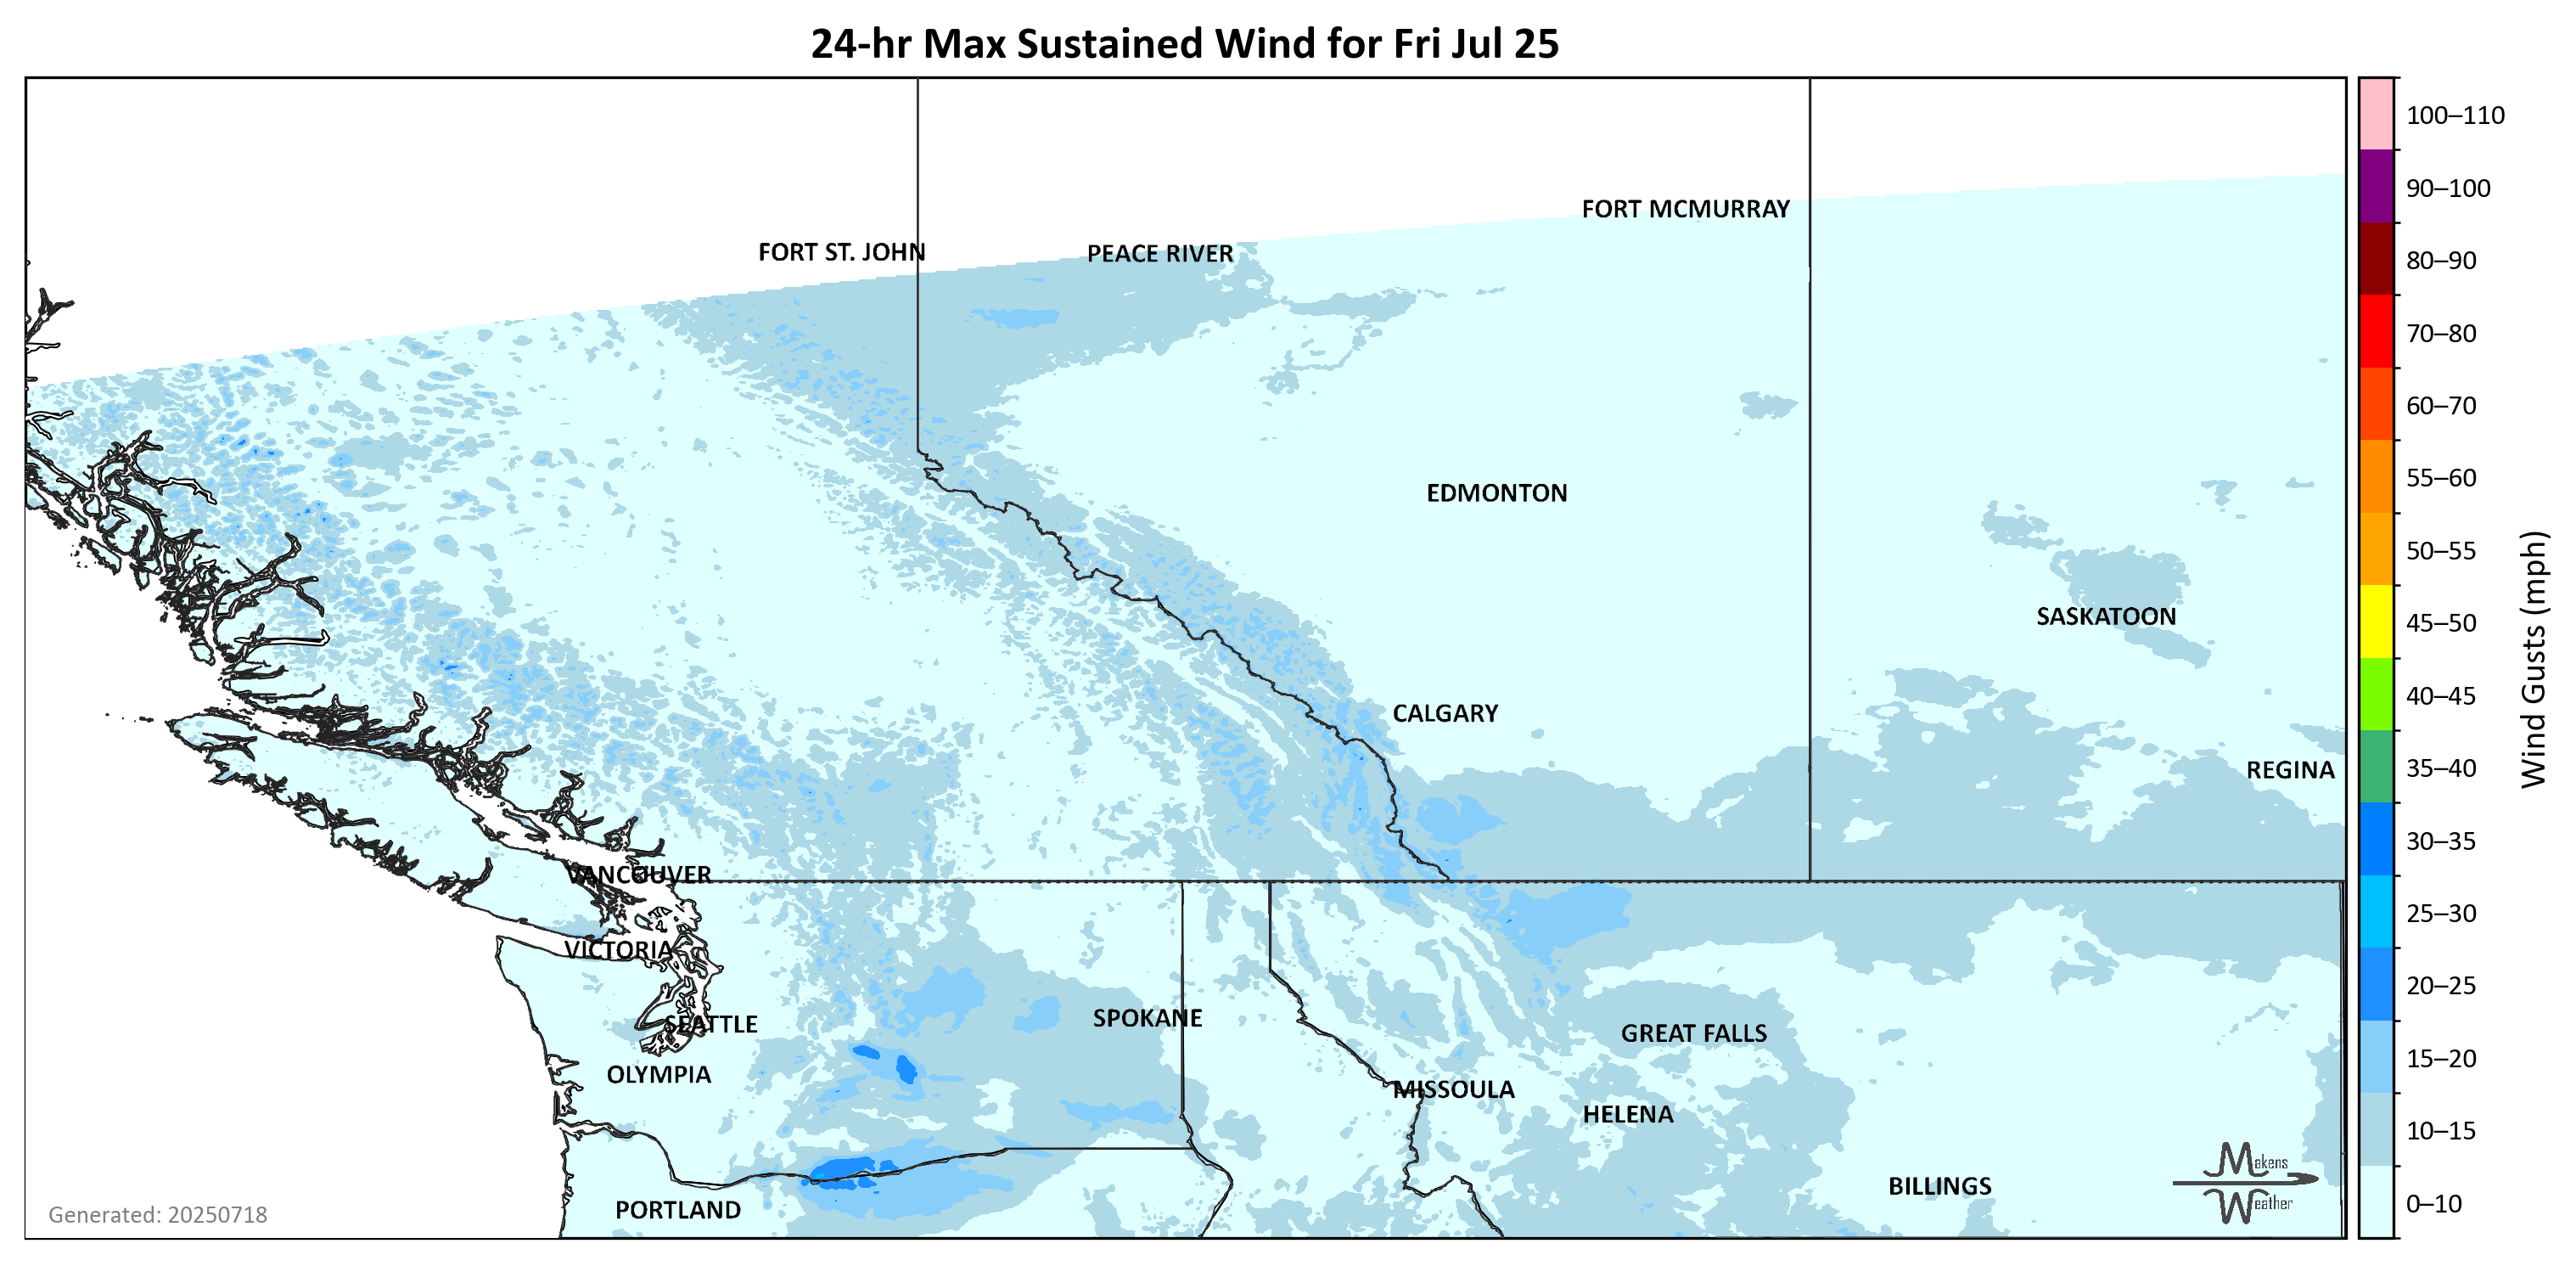 24-hr Max Sustained Wind for Fri Jul 25
FORT MCMURRAY
FORT ST. JOHN
PEACE RIVER
EDMONTON
SASKATOON
CALGARY
REGINA
VANCOUVER
VICTORIA
SPOKANE
SEATTLE
GREAT FALLS
OLYMPIA
MISSOULA
HELENA
BILLINGS
PORTLAND
Generated: 20250718
Makens
Weather
100–110
90–100
80–90
70–80
60–70
55–60
50–55
45–50
40–45
35–40
30–35
25–30
20–25
15–20
10–15
0–10
Wind Gusts (mph)